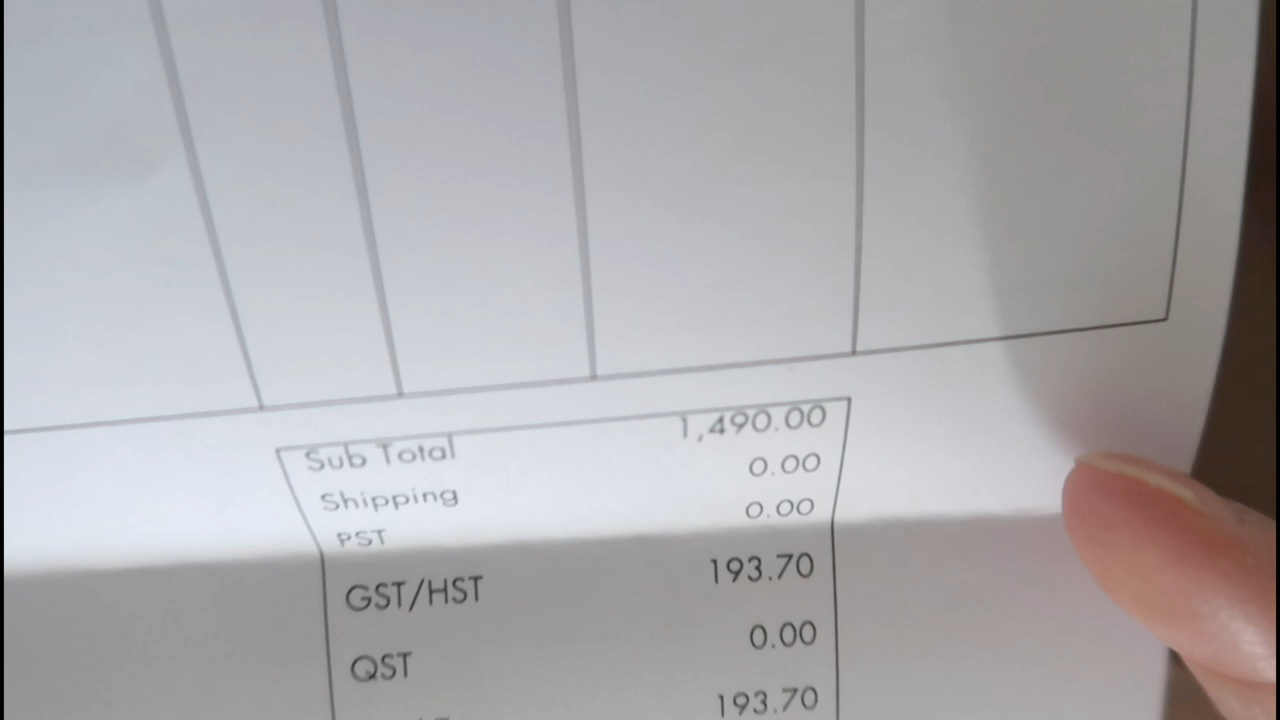 Sub Total 1,490.00
Shipping 0.00
PST 0.00
GST/HST 193.70
QST 0.00
193.70